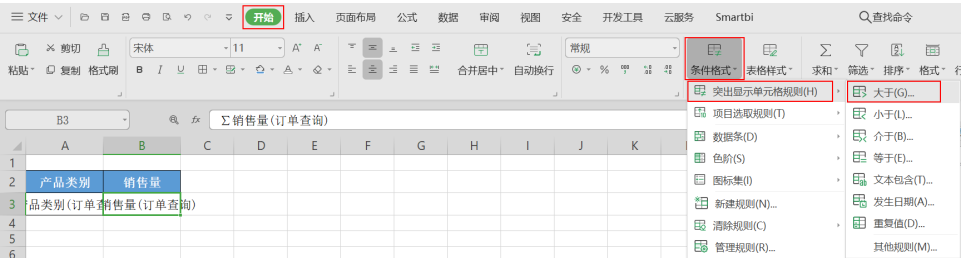 文件 开始 插入 页面布局 公式 数据 审阅 视图 安全 开发工具 云服务 Smartbi 查找命令
剪切 宋体 11 A⁺ A⁻ 常规
粘贴 复制 格式刷 B I U A 合并居中 自动换行 % 条件格式 表格样式 求和 筛选 排序 格式 行
突出显示单元格规则(H) 大于(G)...
项目选取规则(T) 小于(L)...
B3 fx Σ销售量(订单查询)
数据条(D) 介于(B)...
A B C D E F G H I J K
色阶(S) 等于(E)...
1
图标集(I) 文本包含(T)...
2 产品类别 销售量
新建规则(N)... 发生日期(A)...
3 品类别(订单查 销售量(订单查询)
清除规则(C) 重复值(D)...
4
管理规则(R)... 其他规则(M)...
5
6